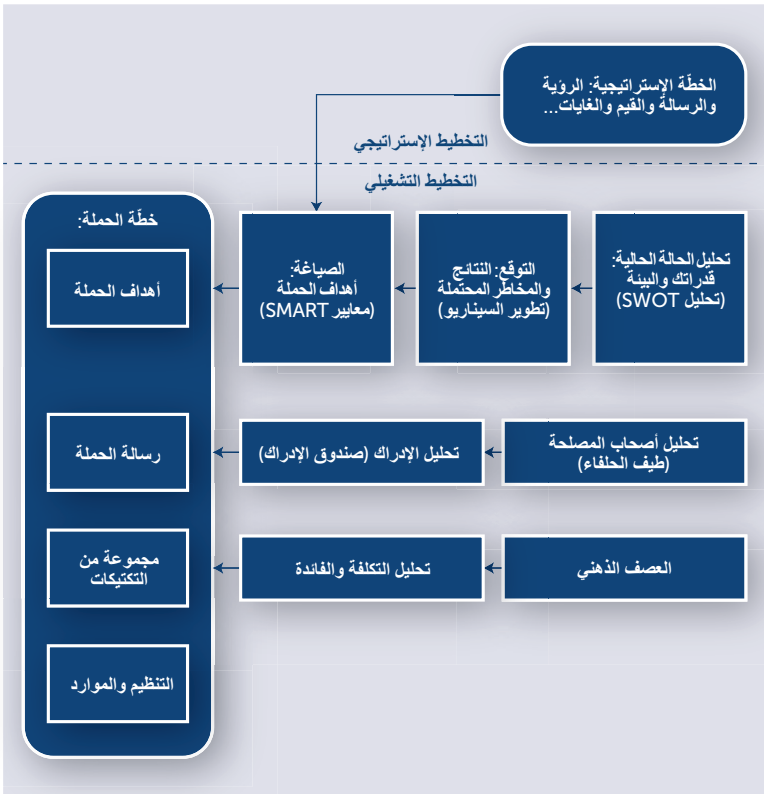 الخطّة الإستراتيجية: الرؤية
والرسالة والقيم والغايات...
التخطيط الإستراتيجي
التخطيط التشغيلي
تحليل الحالة الحالية:
قدراتك والبيئة
(تحليل SWOT)
التوقع: النتائج
والمخاطر المحتملة
(تطوير السيناريو)
الصياغة:
أهداف الحملة
(معايير SMART)
خطّة الحملة:
أهداف الحملة
تحليل أصحاب المصلحة
(طيف الحلفاء)
تحليل الإدراك (صندوق الإدراك)
رسالة الحملة
العصف الذهني
تحليل التكلفة والفائدة
مجموعة من
التكتيكات
التنظيم والموارد